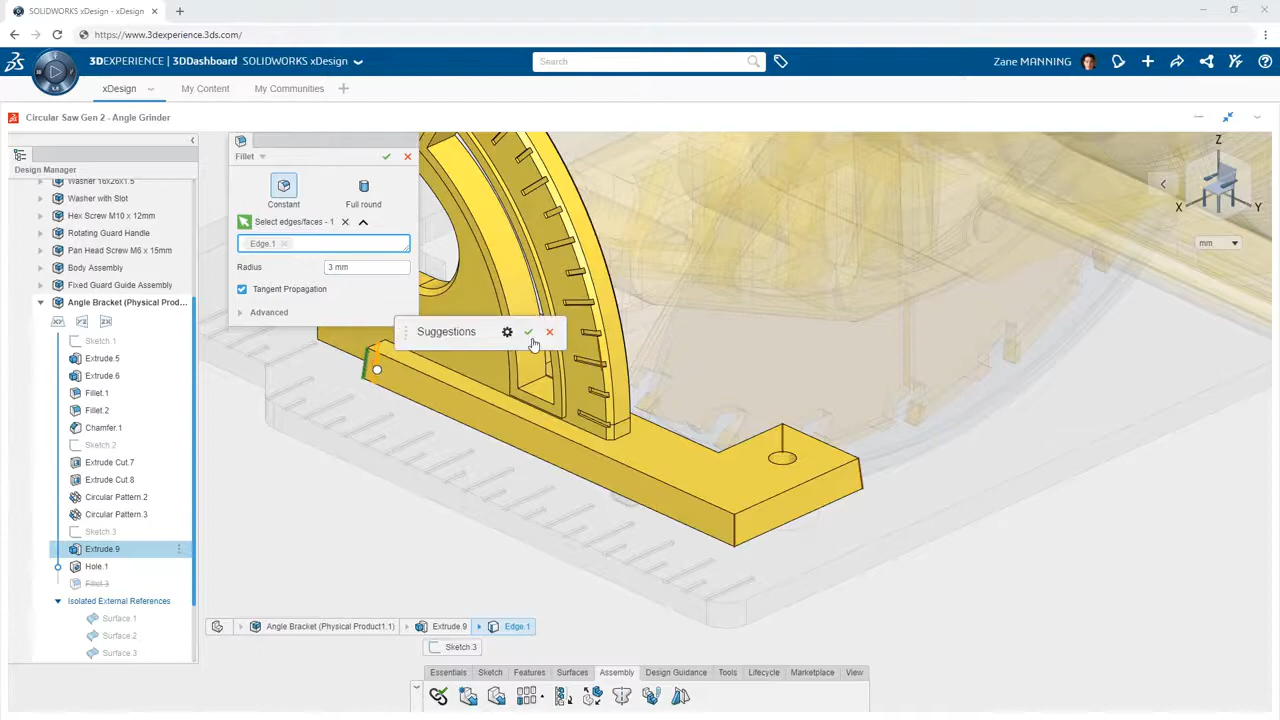 SOLIDWORKS xDesign - xDesign
https://www.3dexperience.3ds.com/
3DEXPERIENCE | 3DDashboard SOLIDWORKS xDesign
Search
Zane MANNING
xDesign
My Content
My Communities
Circular Saw Gen 2 - Angle Grinder
Design Manager
Washer 16x26x1.5
Washer with Slot
Hex Screw M10 x 12mm
Rotating Guard Handle
Pan Head Screw M6 x 15mm
Body Assembly
Fixed Guard Guide Assembly
Angle Bracket (Physical Prod...
XY YZ ZX
Sketch.1
Extrude.5
Extrude.6
Fillet.1
Fillet.2
Chamfer.1
Sketch.2
Extrude Cut.7
Extrude Cut.8
Circular Pattern.2
Circular Pattern.3
Sketch.3
Extrude.9
Hole.1
Fillet.3
Isolated External References
Surface.1
Surface.2
Surface.3
Fillet
Constant
Full round
Select edges/faces - 1
Edge.1
Radius
3 mm
Tangent Propagation
Advanced
Suggestions
Z
X
Y
mm
Angle Bracket (Physical Product1.1)
Extrude.9
Edge.1
Sketch.3
Essentials
Sketch
Features
Surfaces
Assembly
Design Guidance
Tools
Lifecycle
Marketplace
View